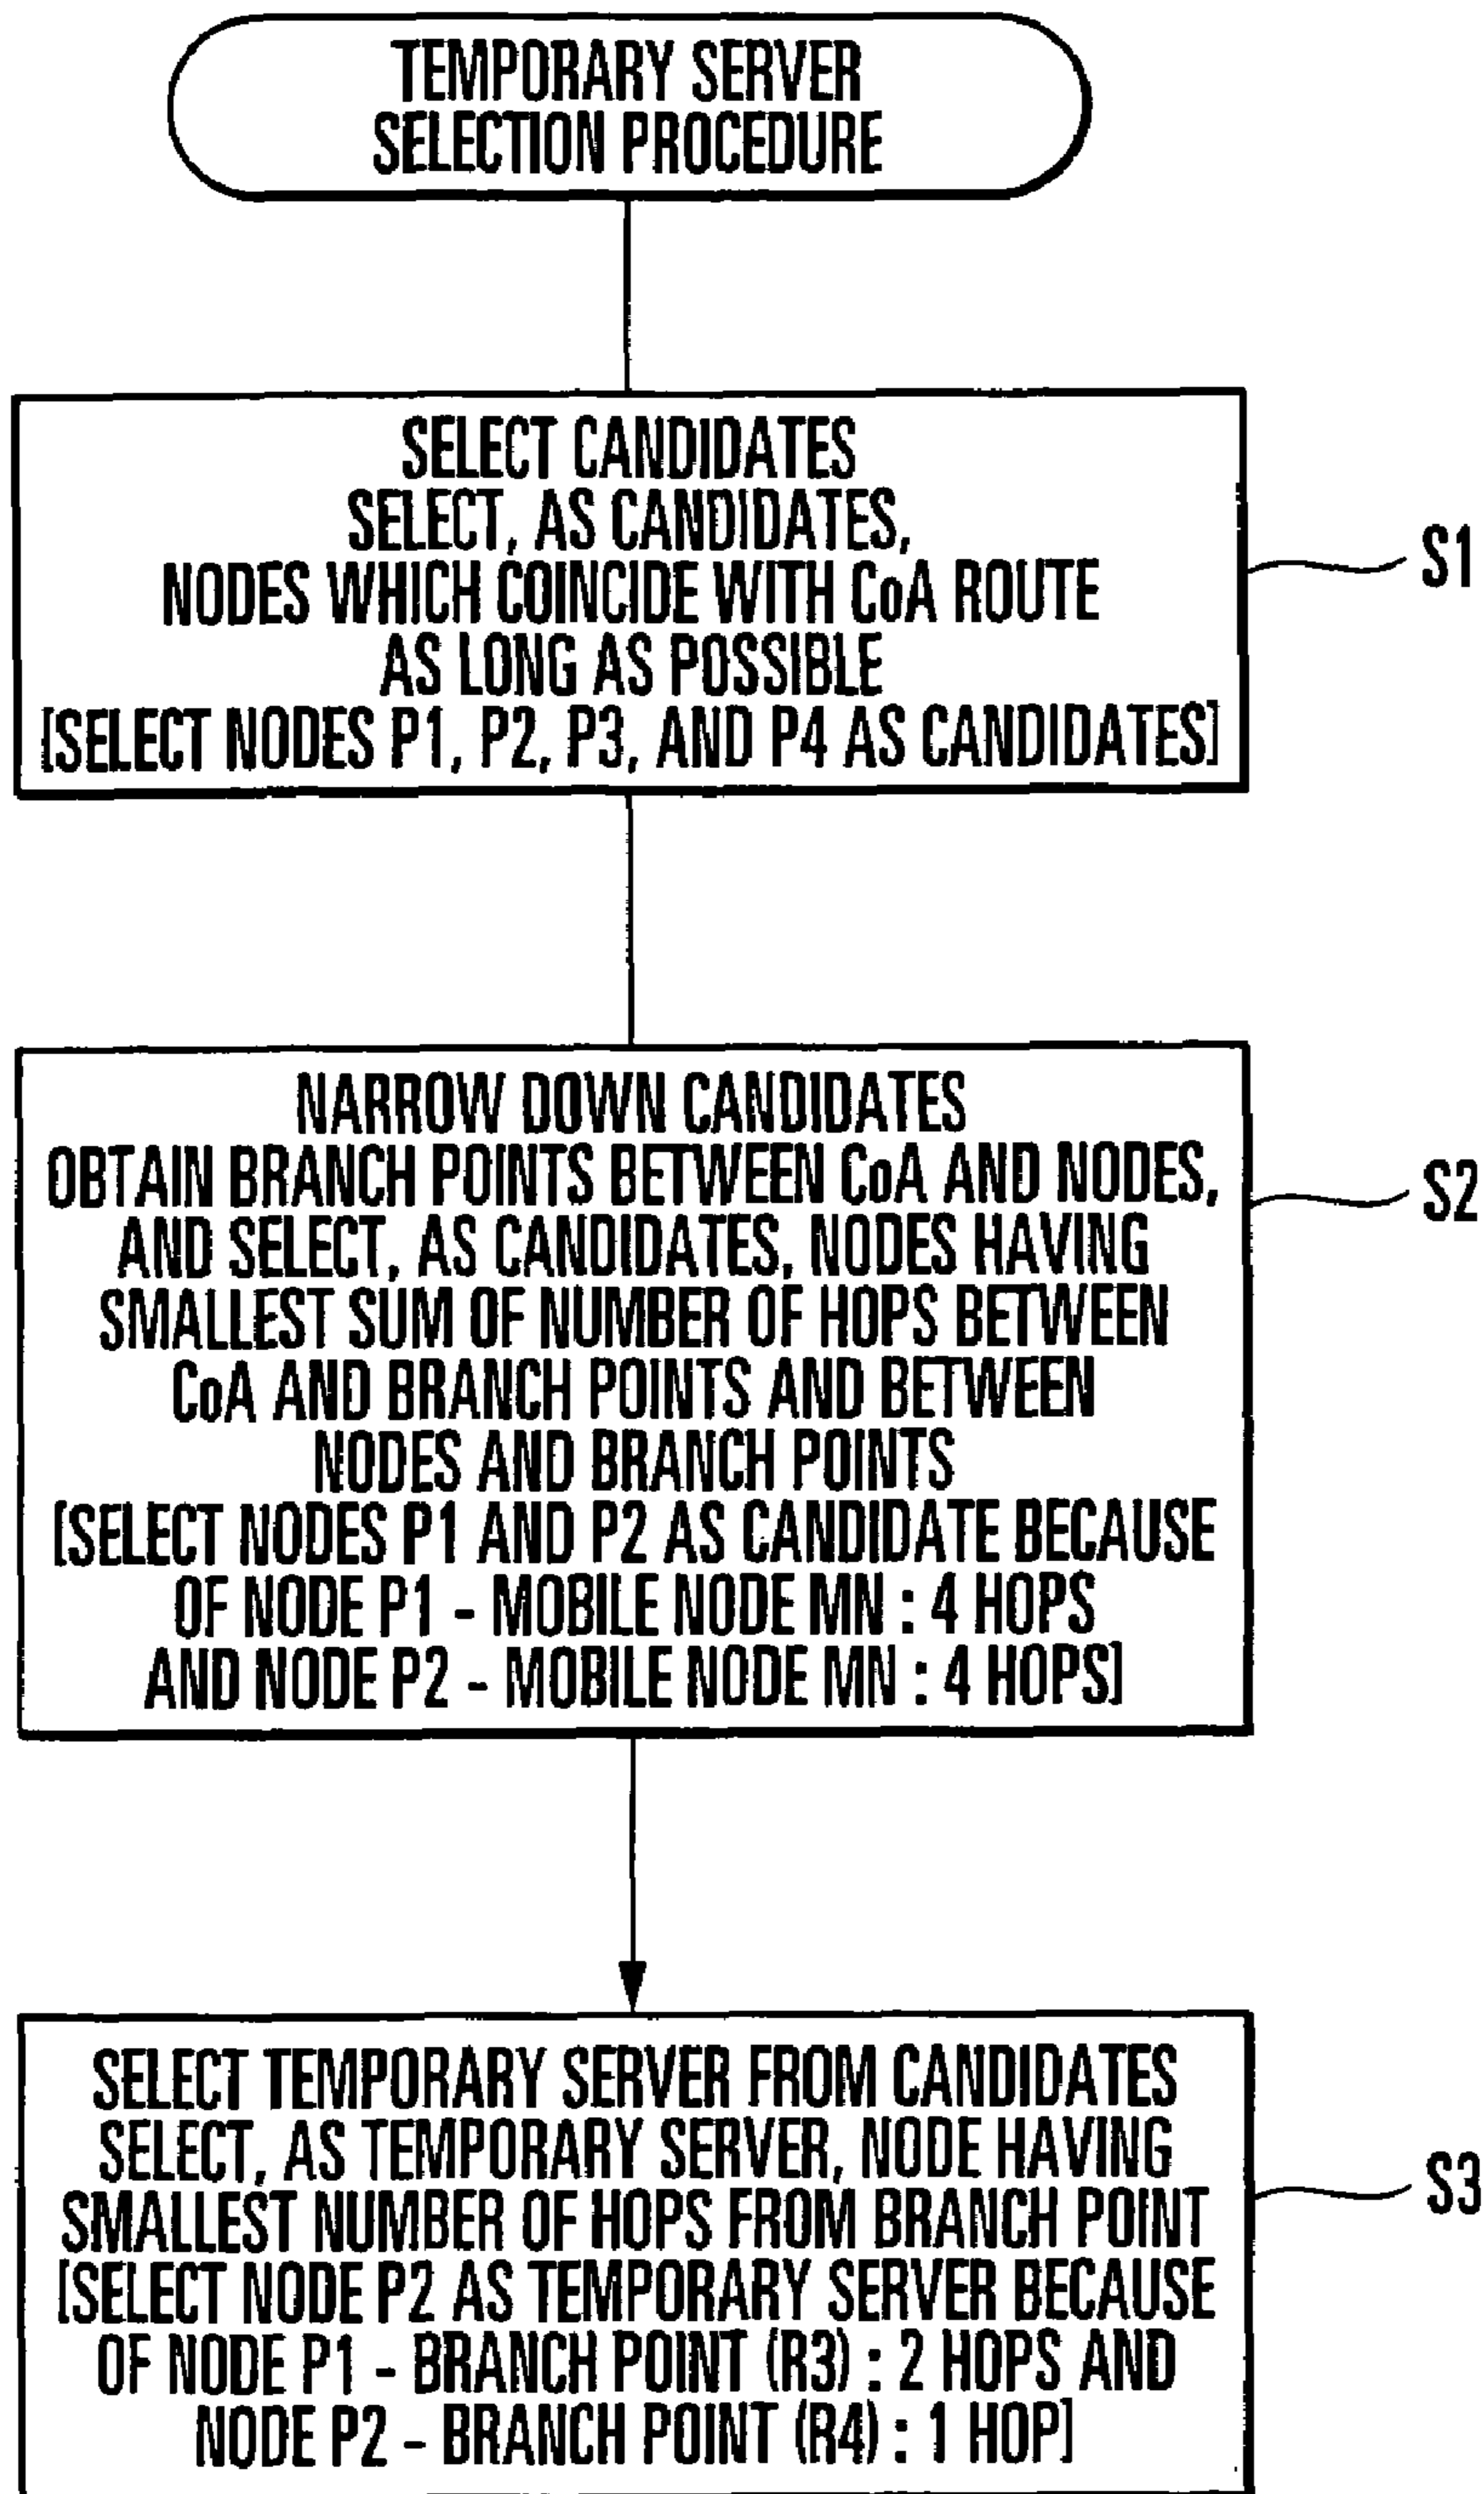 TEMPORARY SERVER
SELECTION PROCEDURE
SELECT CANDIDATES
SELECT, AS CANDIDATES,
NODES WHICH COINCIDE WITH CoA ROUTE
AS LONG AS POSSIBLE
[SELECT NODES P1, P2, P3, AND P4 AS CANDIDATES]
S1
NARROW DOWN CANDIDATES
OBTAIN BRANCH POINTS BETWEEN CoA AND NODES,
AND SELECT, AS CANDIDATES, NODES HAVING
SMALLEST SUM OF NUMBER OF HOPS BETWEEN
CoA AND BRANCH POINTS AND BETWEEN
NODES AND BRANCH POINTS
[SELECT NODES P1 AND P2 AS CANDIDATE BECAUSE
OF NODE P1 - MOBILE NODE MN : 4 HOPS
AND NODE P2 - MOBILE NODE MN : 4 HOPS]
S2
SELECT TEMPORARY SERVER FROM CANDIDATES
SELECT, AS TEMPORARY SERVER, NODE HAVING
SMALLEST NUMBER OF HOPS FROM BRANCH POINT
[SELECT NODE P2 AS TEMPORARY SERVER BECAUSE
OF NODE P1 - BRANCH POINT (R3) : 2 HOPS AND
NODE P2 - BRANCH POINT (R4) : 1 HOP]
S3